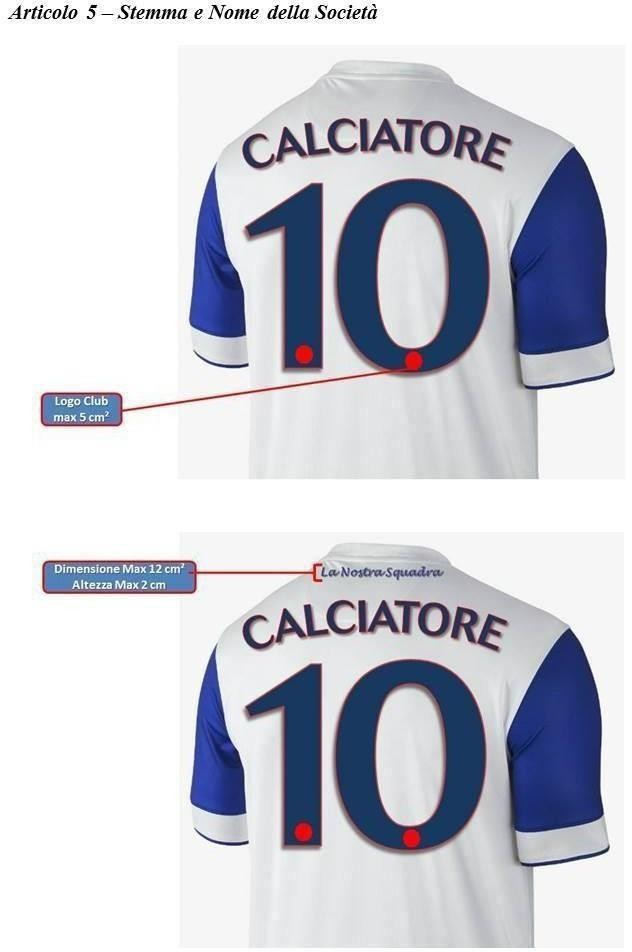 Articolo 5 – Stemma e Nome della Società
CALCIATORE
10
Logo Club
max 5 cm²
Dimensione Max 12 cm²
Altezza Max 2 cm
La Nostra Squadra
CALCIATORE
10